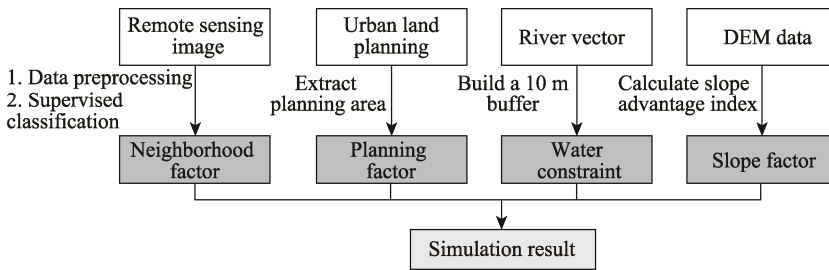 Remote sensing
image
Urban land
planning
River vector
DEM data
1. Data preprocessing
2. Supervised
classification
Extract
planning area
Build a 10 m
buffer
Calculate slope
advantage index
Neighborhood
factor
Planning
factor
Water
constraint
Slope factor
Simulation result